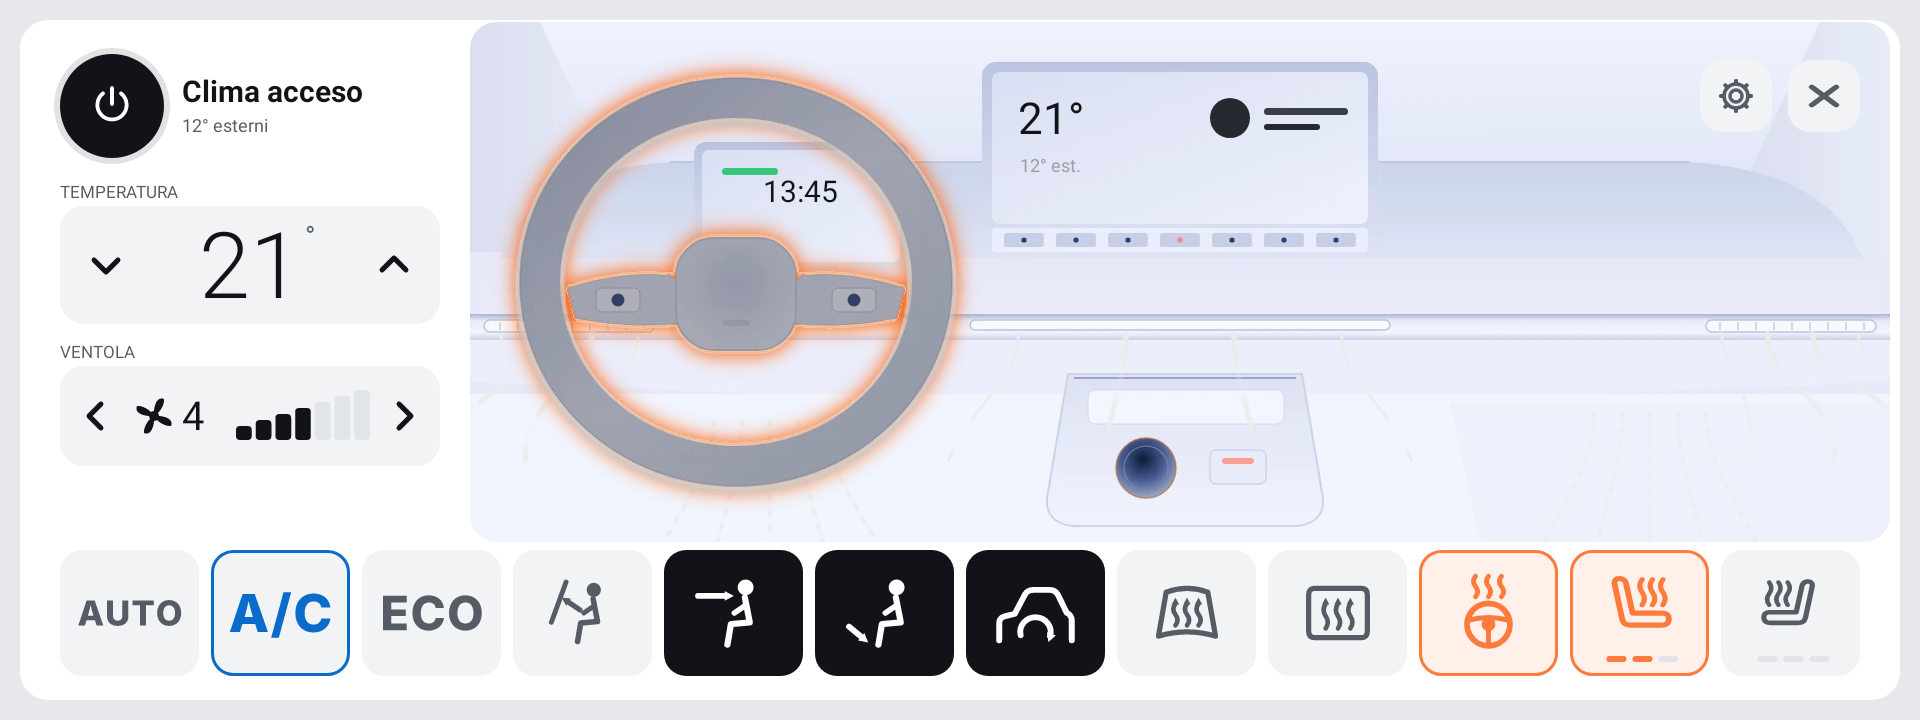 Clima acceso
12° esterni
TEMPERATURA
21°
VENTOLA
4
13:45
21°
12° est.
AUTO
A/C
ECO